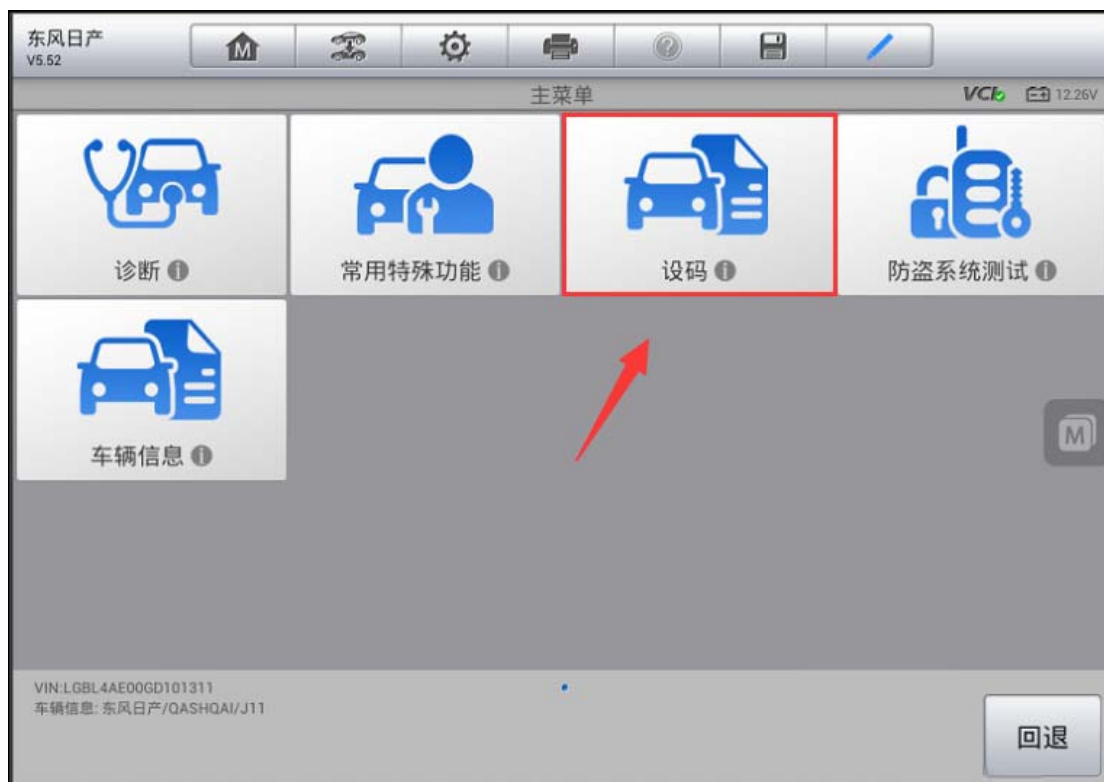 东风日产
V5.52
M
主菜单
VCI
12.26V
诊断
常用特殊功能
设码
防盗系统测试
车辆信息
M
VIN:LGBL4AE00GD101311
车辆信息: 东风日产/QASHQAI/J11
回退